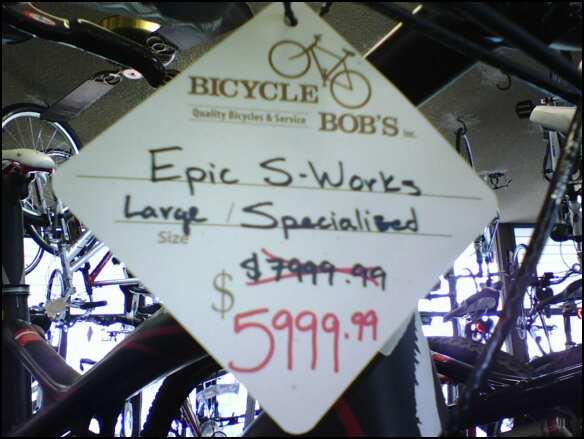 BICYCLE
Quality Bicycles & Service BOB'S inc.
Epic S-Works
Large / Specialized
Size
$7999.99
$
5999.99